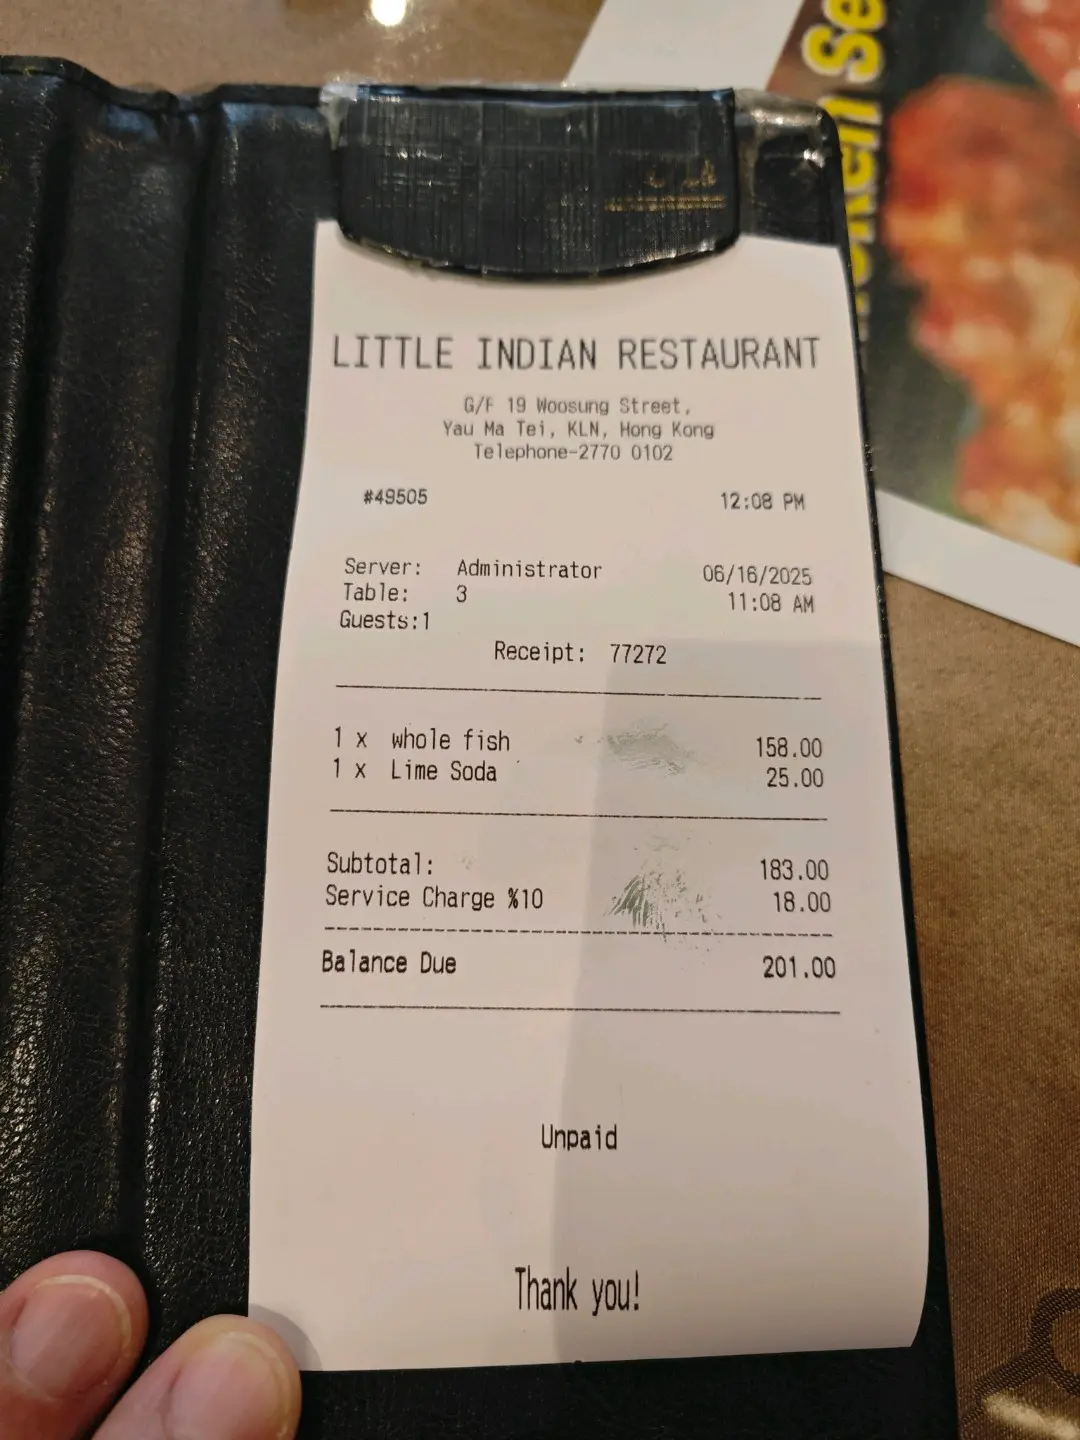 LITTLE INDIAN RESTAURANT
G/F 19 Woosung Street,
Yau Ma Tei, KLN, Hong Kong
Telephone-2770 0102
#49505 12:08 PM
Server: Administrator 06/16/2025
Table: 3 11:08 AM
Guests:1
Receipt: 77272
1 x whole fish 158.00
1 x Lime Soda 25.00
Subtotal: 183.00
Service Charge %10 18.00
Balance Due 201.00
Unpaid
Thank you!